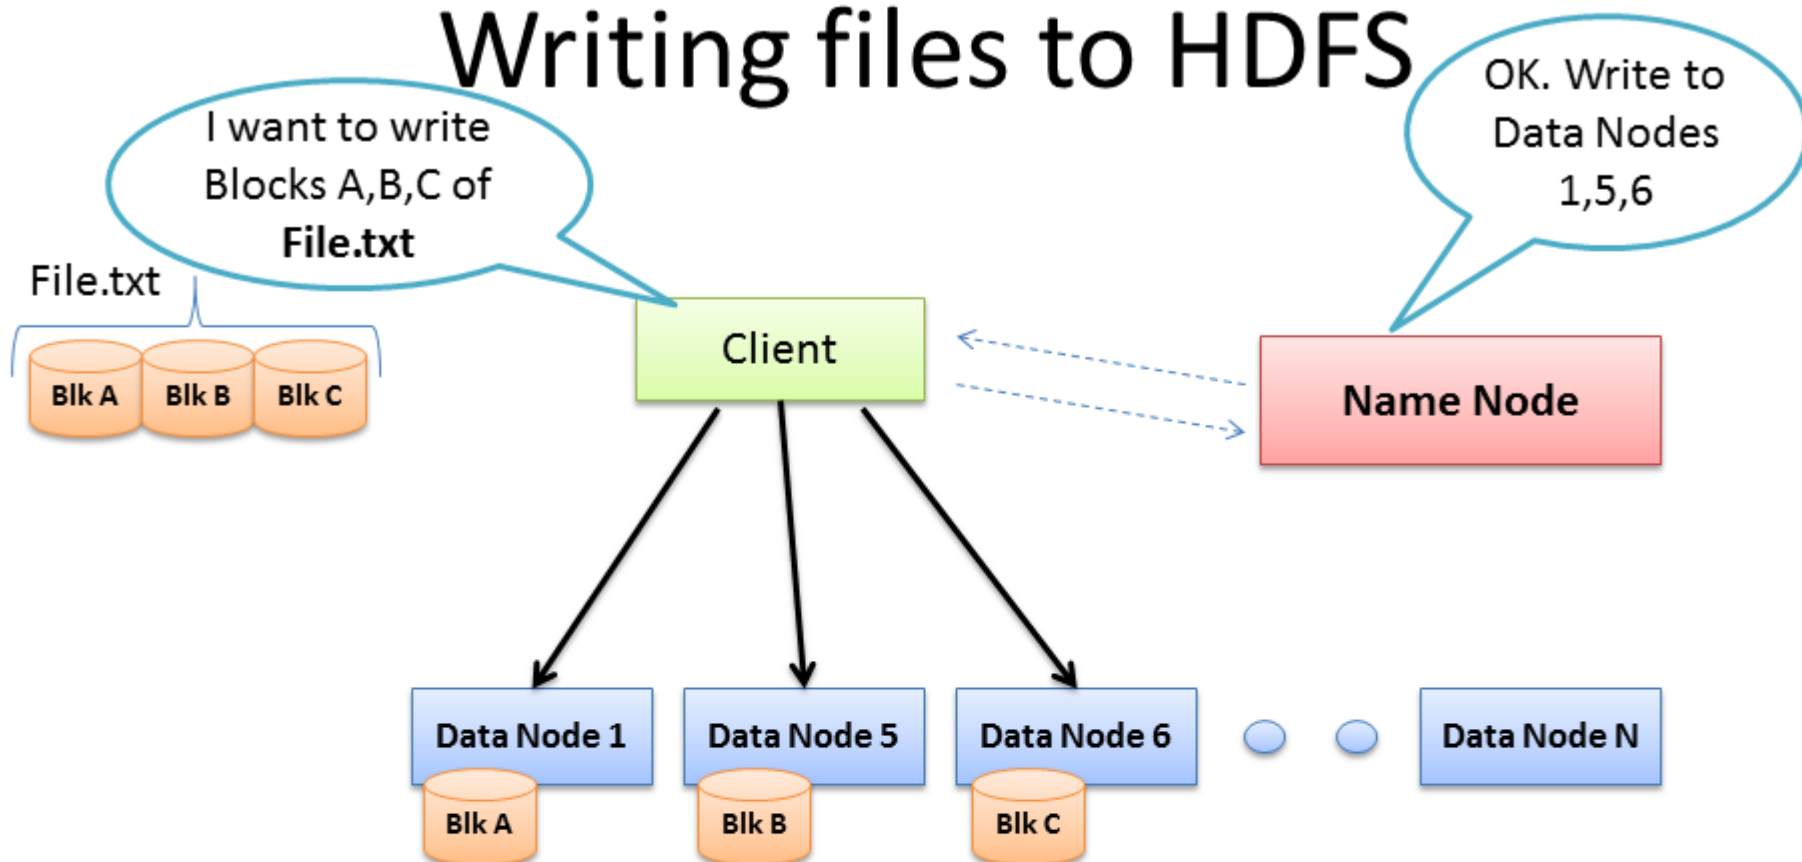 Writing files to HDFS
I want to write
Blocks A,B,C of
File.txt
OK. Write to
Data Nodes
1,5,6
File.txt
Blk A
Blk B
Blk C
Client
Name Node
Data Node 1
Data Node 5
Data Node 6
Data Node N
Blk A
Blk B
Blk C